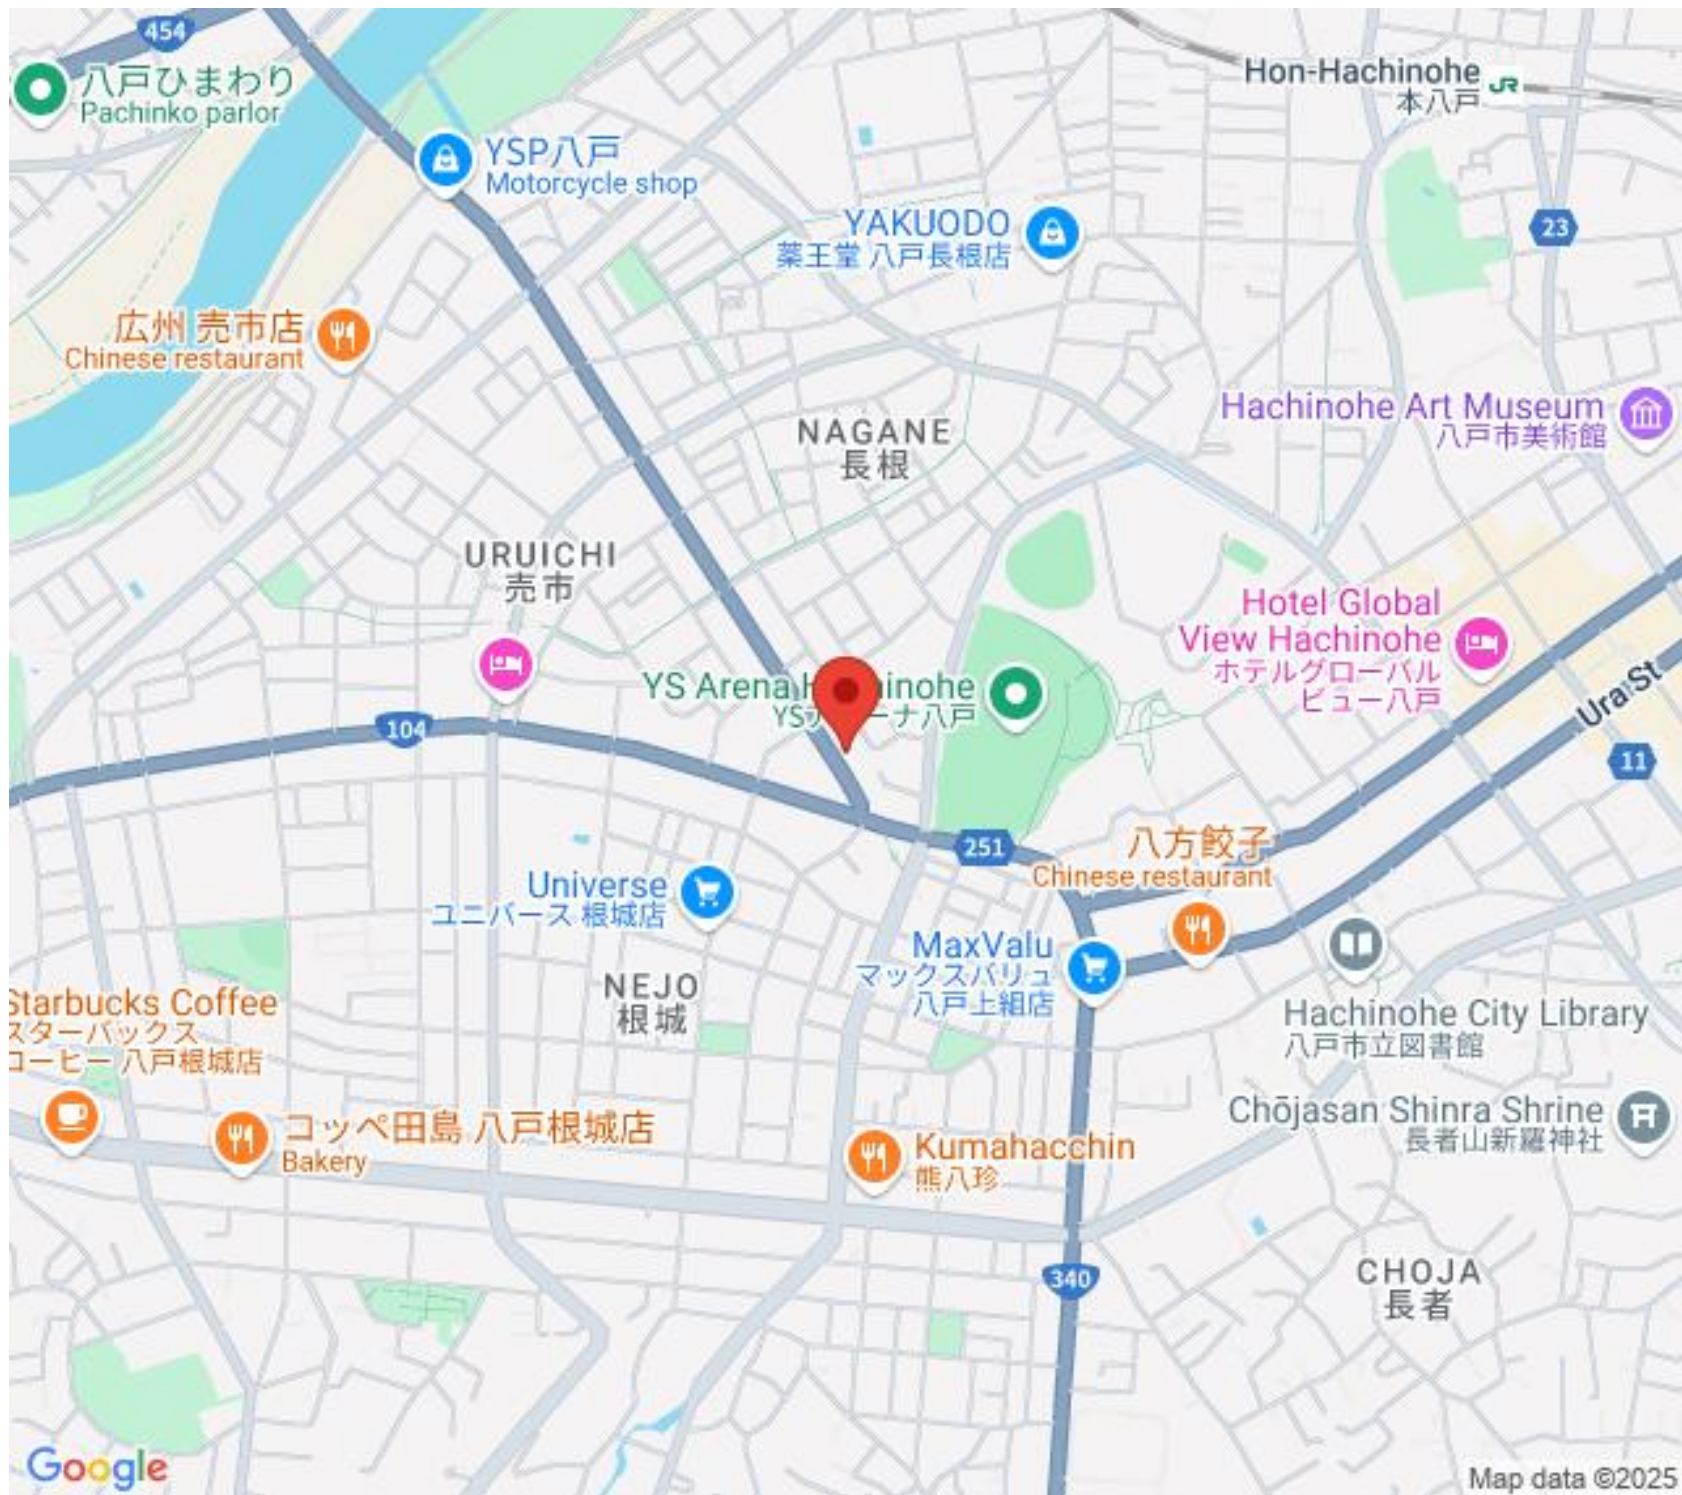 454
八戸ひまわり
Pachinko parlor
Hon-Hachinohe
本八戸
JR
YSP八戸
Motorcycle shop
YAKUODO
薬王堂 八戸長根店
23
広州 売市店
Chinese restaurant
Hachinohe Art Museum
八戸市美術館
NAGANE
長根
URUICHI
売市
Hotel Global
View Hachinohe
ホテルグローバル
ビュー八戸
YS Arena H inohe
YSア ーナ八戸
Ura St
104
11
251
八方餃子
Chinese restaurant
Universe
ユニバース 根城店
MaxValu
マックスバリュ
八戸上組店
NEJO
根城
Hachinohe City Library
八戸市立図書館
Starbucks Coffee
スターバックス
コーヒー 八戸根城店
Chōjasan Shinra Shrine
長者山新羅神社
コッペ田島 八戸根城店
Bakery
Kumahacchin
熊八珍
340
CHOJA
長者
Google
Map data ©2025